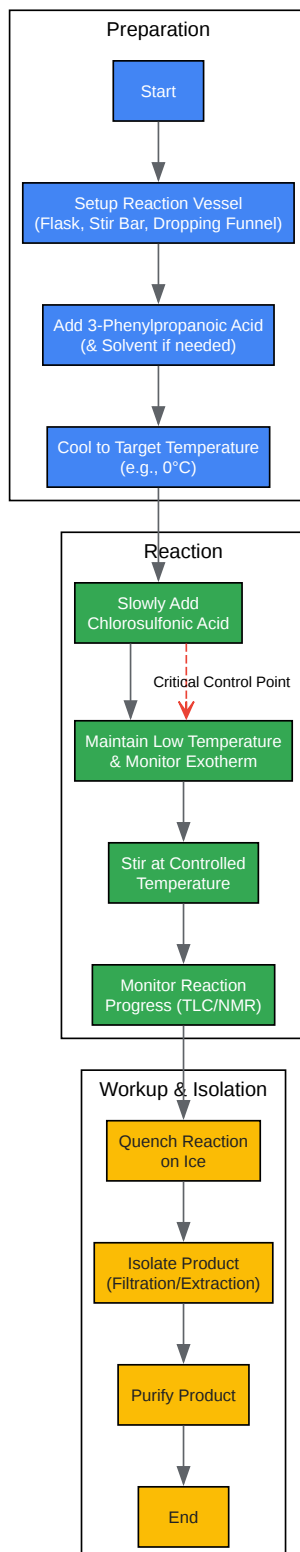 Preparation
Start
Setup Reaction Vessel
(Flask, Stir Bar, Dropping Funnel)
Add 3-Phenylpropanoic Acid
(& Solvent if needed)
Cool to Target Temperature
(e.g., 0°C)
Reaction
Slowly Add
Chlorosulfonic Acid
Critical Control Point
Maintain Low Temperature
& Monitor Exotherm
Stir at Controlled
Temperature
Monitor Reaction
Progress (TLC/NMR)
Workup & Isolation
Quench Reaction
on Ice
Isolate Product
(Filtration/Extraction)
Purify Product
End